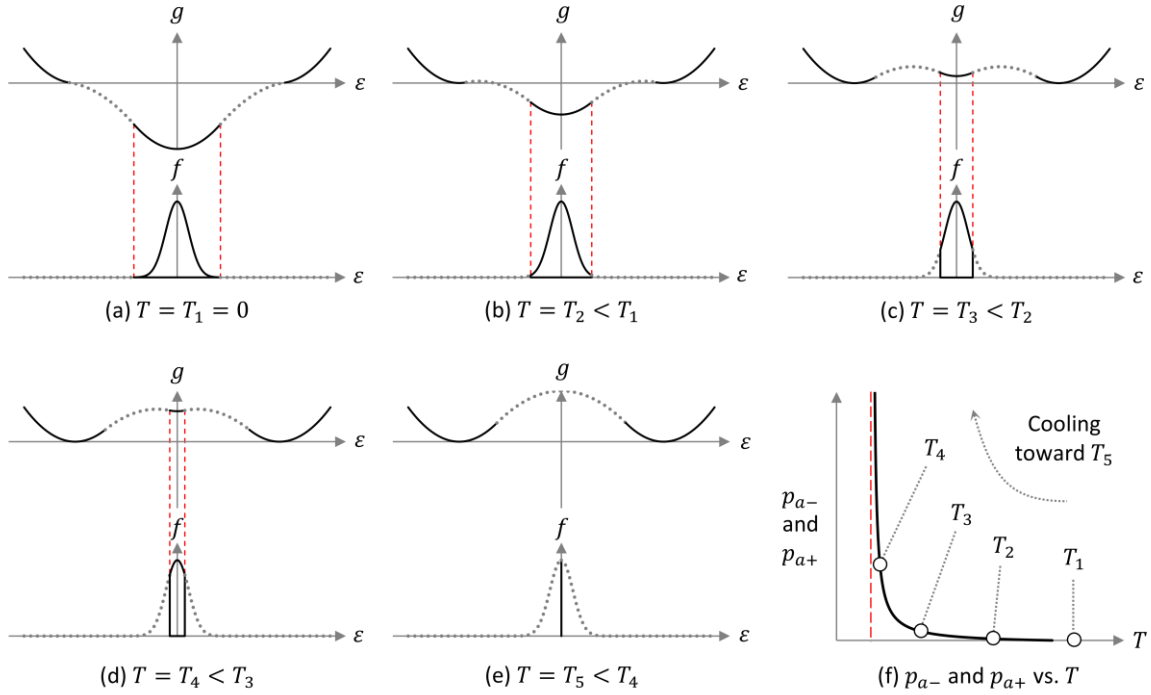 g
ε
f
ε
(a) T = T₁ = 0
g
ε
f
ε
(b) T = T₂ < T₁
g
ε
f
ε
(c) T = T₃ < T₂
g
ε
f
ε
(d) T = T₄ < T₃
g
ε
f
ε
(e) T = T₅ < T₄
Cooling
toward T₅
T₄
T₃
T₂
T₁
pₐ₋
and
pₐ₊
T
(f) pₐ₋ and pₐ₊ vs. T